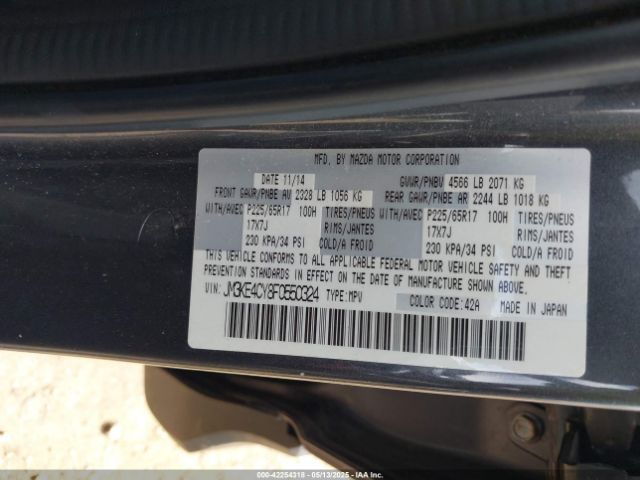 MFD. BY MAZDA MOTOR CORPORATION
DATE 11/14 GVWR/PNBV 4566 LB 2071 KG
FRONT GAWR/PNBE AV 2328 LB 1056 KG REAR GAWR/PNBE AR 2244 LB 1018 KG
WITH/AVEC P225/65R17 100H TIRES/PNEUS WITH/AVEC P225/65R17 100H TIRES/PNEUS
17X7J RIMS/JANTES 17X7J RIMS/JANTES
230 KPA/34 PSI COLD/A FROID 230 KPA/34 PSI COLD/A FROID
THIS VEHICLE CONFORMS TO ALL APPLICABLE FEDERAL MOTOR VEHICLE SAFETY AND THEFT
PREVENTION STANDARDS IN EFFECT ON THE DATE OF MANUFACTURE SHOWN ABOVE.
VIN: JM3KE4CY8F0550324 TYPE:MPV COLOR CODE:42A MADE IN JAPAN
000-42254318 - 05/13/2025 - IAA Inc.